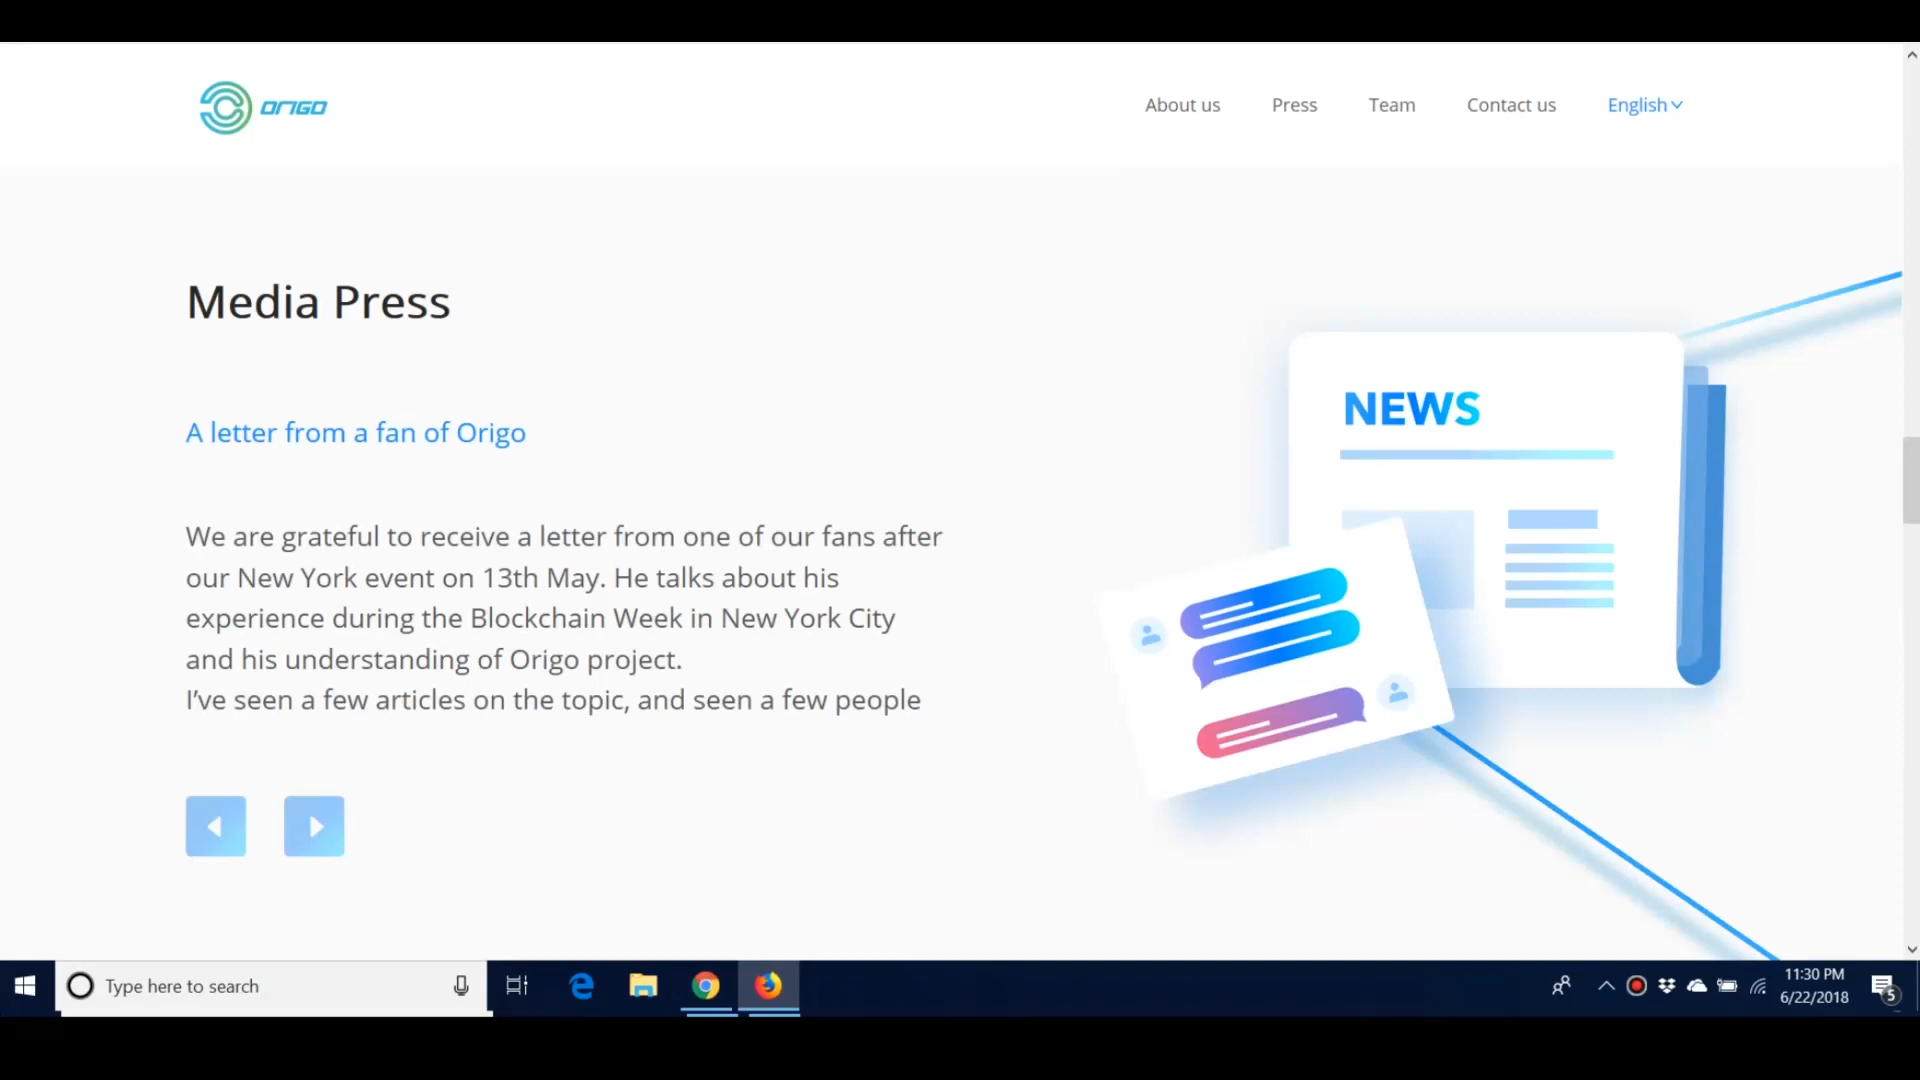 ORIGO
About us Press Team Contact us English
Media Press
NEWS
A letter from a fan of Origo
We are grateful to receive a letter from one of our fans after
our New York event on 13th May. He talks about his
experience during the Blockchain Week in New York City
and his understanding of Origo project.
I’ve seen a few articles on the topic, and seen a few people
Type here to search
11:30 PM
6/22/2018
5